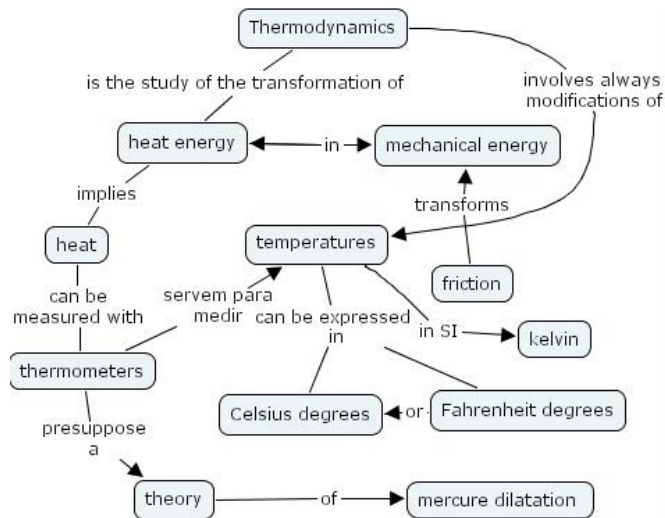 Thermodynamics
is the study of the transformation of
involves always
modifications of
heat energy
in
mechanical energy
implies
transforms
heat
temperatures
friction
can be
measured with
servem para
medir
can be expressed
in
in SI
kelvin
thermometers
Celsius degrees
or
Fahrenheit degrees
presuppose
a
theory
of
mercure dilatation